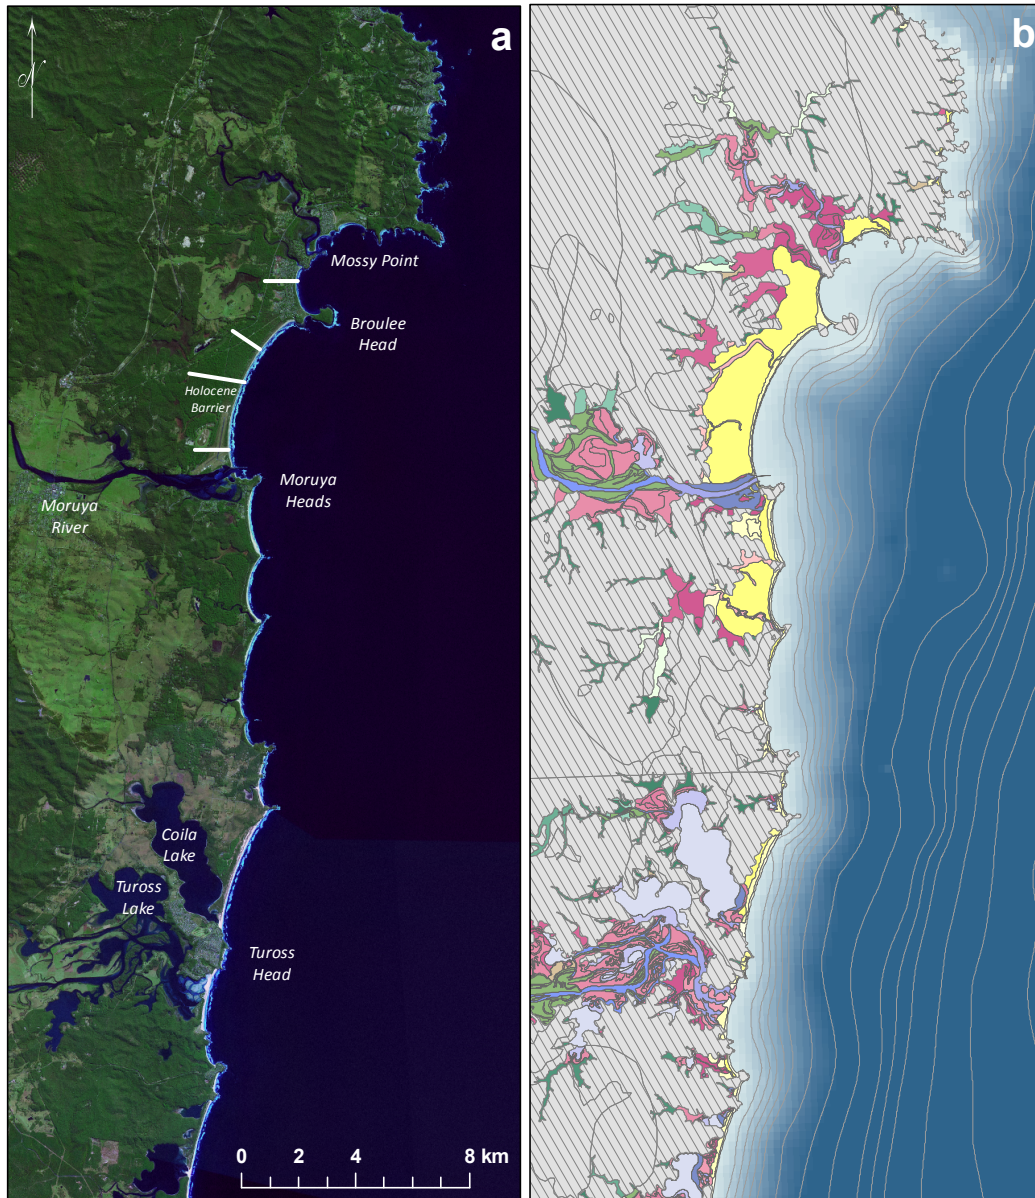 a
b
N
Mossy Point
Broulee
Head
Holocene
Barrier
Moruya
River
Moruya
Heads
Coila
Lake
Tuross
Lake
Tuross
Head
0 2 4 8 km